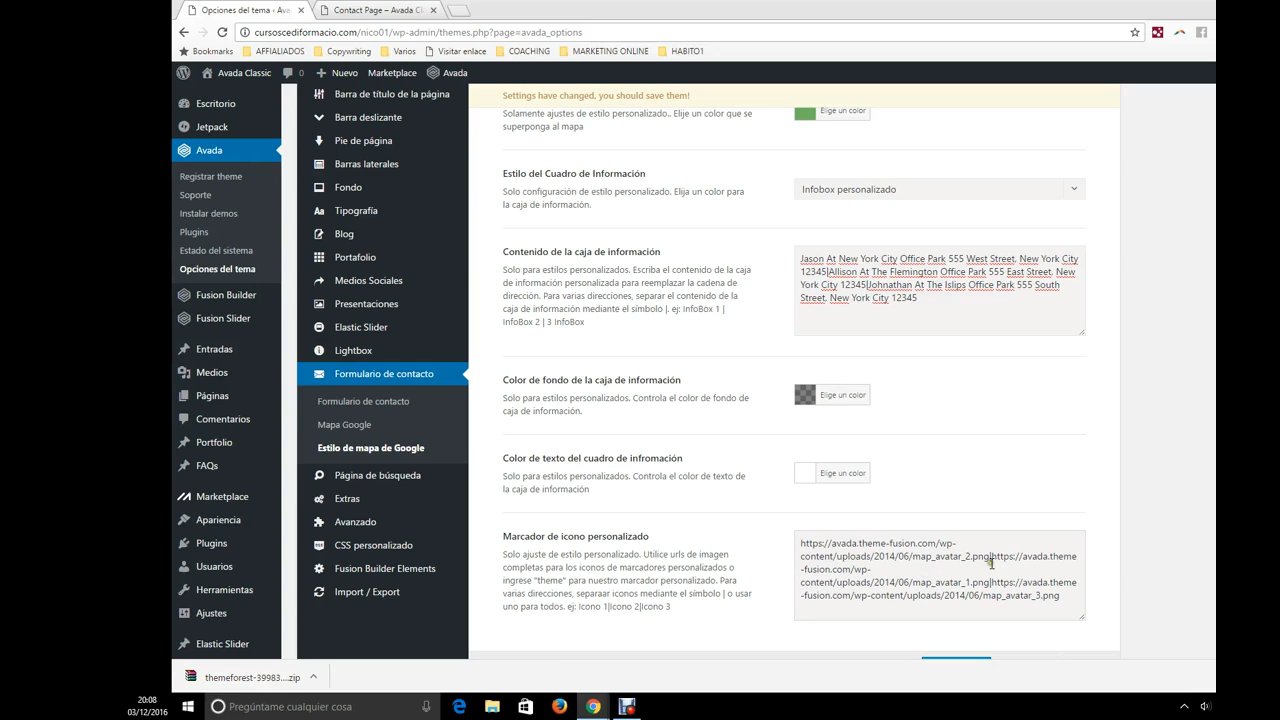 Opciones del tema ‹ Ava
Contact Page – Avada Cl
cursoscediformacio.com/nico01/wp-admin/themes.php?page=avada_options
Bookmarks
AFFILIADOS
Copywriting
Varios
Visitar enlace
COACHING
MARKETING ONLINE
HABITO1
Avada Classic
0
Nuevo
Marketplace
Avada
Escritorio
Jetpack
Avada
Registrar theme
Soporte
Instalar demos
Plugins
Estado del sistema
Opciones del tema
Fusion Builder
Fusion Slider
Entradas
Medios
Páginas
Comentarios
Portfolio
FAQs
Marketplace
Apariencia
Plugins
Usuarios
Herramientas
Ajustes
Elastic Slider
Barra de título de la página
Barra deslizante
Pie de página
Barras laterales
Fondo
Tipografía
Blog
Portafolio
Medios Sociales
Presentaciones
Elastic Slider
Lightbox
Formulario de contacto
Formulario de contacto
Mapa Google
Estilo de mapa de Google
Página de búsqueda
Extras
Avanzado
CSS personalizado
Fusion Builder Elements
Import / Export
Settings have changed, you should save them!
Solamente ajustes de estilo personalizado.. Elije un color que se
superponga al mapa
Elige un color
Estilo del Cuadro de Información
Solo configuración de estilo personalizado. Elija un color para
la caja de información.
Infobox personalizado
Contenido de la caja de información
Solo para estilos personalizados. Escriba el contenido de la caja
de información personalizada para reemplazar la cadena de
dirección. Para varias direcciones, separar el contenido de la
caja de información mediante el símbolo |. ej: InfoBox 1 |
InfoBox 2 | 3 InfoBox
Jason At New York City Office Park 555 West Street, New York City
12345|Allison At The Flemington Office Park 555 East Street, New
York City 12345|Johnathan At The Islips Office Park 555 South
Street, New York City 12345
Color de fondo de la caja de información
Solo para estilos personalizados. Controla el color de fondo de
caja de información.
Elige un color
Color de texto del cuadro de infromación
Solo para estilos personalizados. Controla el color de texto de
la caja de información
Elige un color
Marcador de icono personalizado
Solo ajuste de estilo personalizado. Utilice urls de imagen
completas para los iconos de marcadores personalizados o
ingrese "theme" para nuestro marcador personalizado. Para
varias direcciones, separaar iconos mediante el símbolo | o usar
uno para todos. ej: Icono 1|Icono 2|Icono 3
https://avada.theme-fusion.com/wp-
content/uploads/2014/06/map_avatar_2.png|https://avada.theme
-fusion.com/wp-
content/uploads/2014/06/map_avatar_1.png|https://avada.theme
-fusion.com/wp-content/uploads/2014/06/map_avatar_3.png
themeforest-39983....zip
20:08
03/12/2016
Pregúntame cualquier cosa